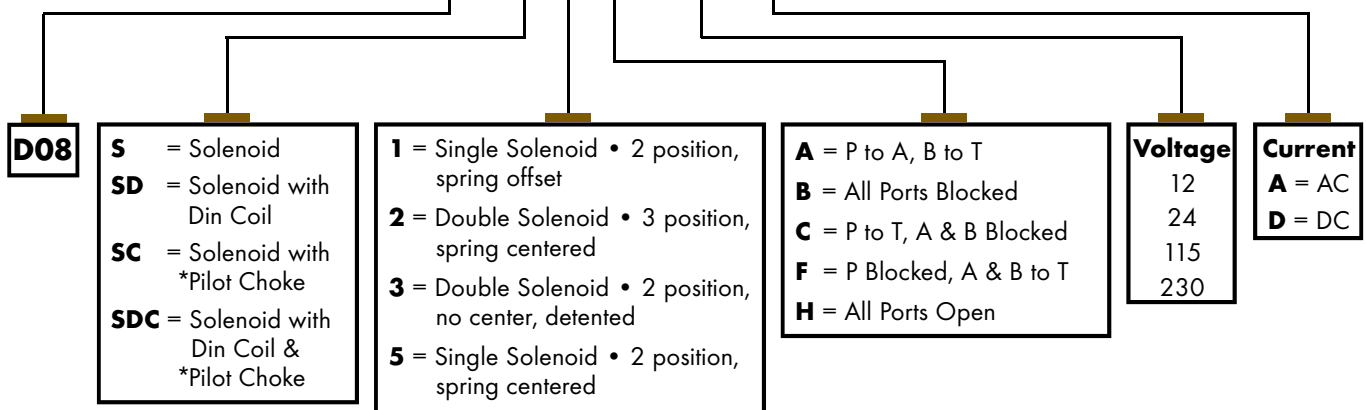 D08
S = Solenoid
SD = Solenoid with
Din Coil
SC = Solenoid with
*Pilot Choke
SDC = Solenoid with
Din Coil &
*Pilot Choke
1 = Single Solenoid • 2 position,
spring offset
2 = Double Solenoid • 3 position,
spring centered
3 = Double Solenoid • 2 position,
no center, detented
5 = Single Solenoid • 2 position,
spring centered
A = P to A, B to T
B = All Ports Blocked
C = P to T, A & B Blocked
F = P Blocked, A & B to T
H = All Ports Open
Voltage
12
24
115
230
Current
A = AC
D = DC